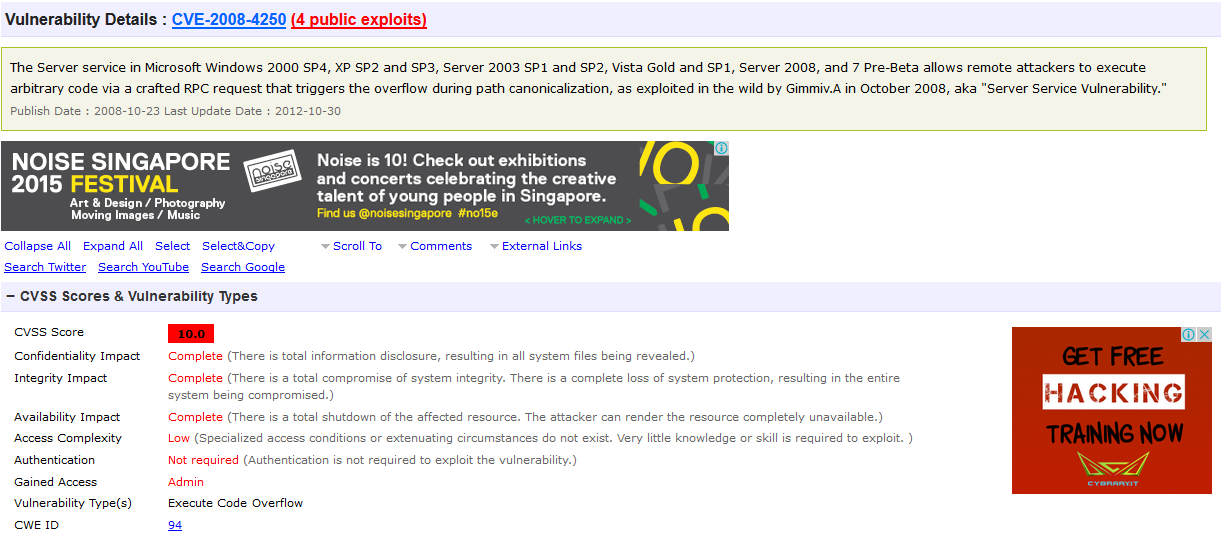 Vulnerability Details : CVE-2008-4250 (4 public exploits)
The Server service in Microsoft Windows 2000 SP4, XP SP2 and SP3, Server 2003 SP1 and SP2, Vista Gold and SP1, Server 2008, and 7 Pre-Beta allows remote attackers to execute
arbitrary code via a crafted RPC request that triggers the overflow during path canonicalization, as exploited in the wild by Gimmiv.A in October 2008, aka "Server Service Vulnerability."
Publish Date : 2008-10-23 Last Update Date : 2012-10-30
NOISE SINGAPORE
2015 FESTIVAL
Art & Design / Photography
Moving Images / Music
noise
singapore
Noise is 10! Check out exhibitions
and concerts celebrating the creative
talent of young people in Singapore.
Find us @noisesingapore #no15e
< HOVER TO EXPAND >
Collapse All Expand All Select Select&Copy Scroll To Comments External Links
Search Twitter Search YouTube Search Google
− CVSS Scores & Vulnerability Types
CVSS Score 10.0
Confidentiality Impact Complete (There is total information disclosure, resulting in all system files being revealed.)
Integrity Impact Complete (There is a total compromise of system integrity. There is a complete loss of system protection, resulting in the entire
system being compromised.)
Availability Impact Complete (There is a total shutdown of the affected resource. The attacker can render the resource completely unavailable.)
Access Complexity Low (Specialized access conditions or extenuating circumstances do not exist. Very little knowledge or skill is required to exploit. )
Authentication Not required (Authentication is not required to exploit the vulnerability.)
Gained Access Admin
Vulnerability Type(s) Execute Code Overflow
CWE ID 94
GET FREE
HACKING
TRAINING NOW
CYBRARY.IT